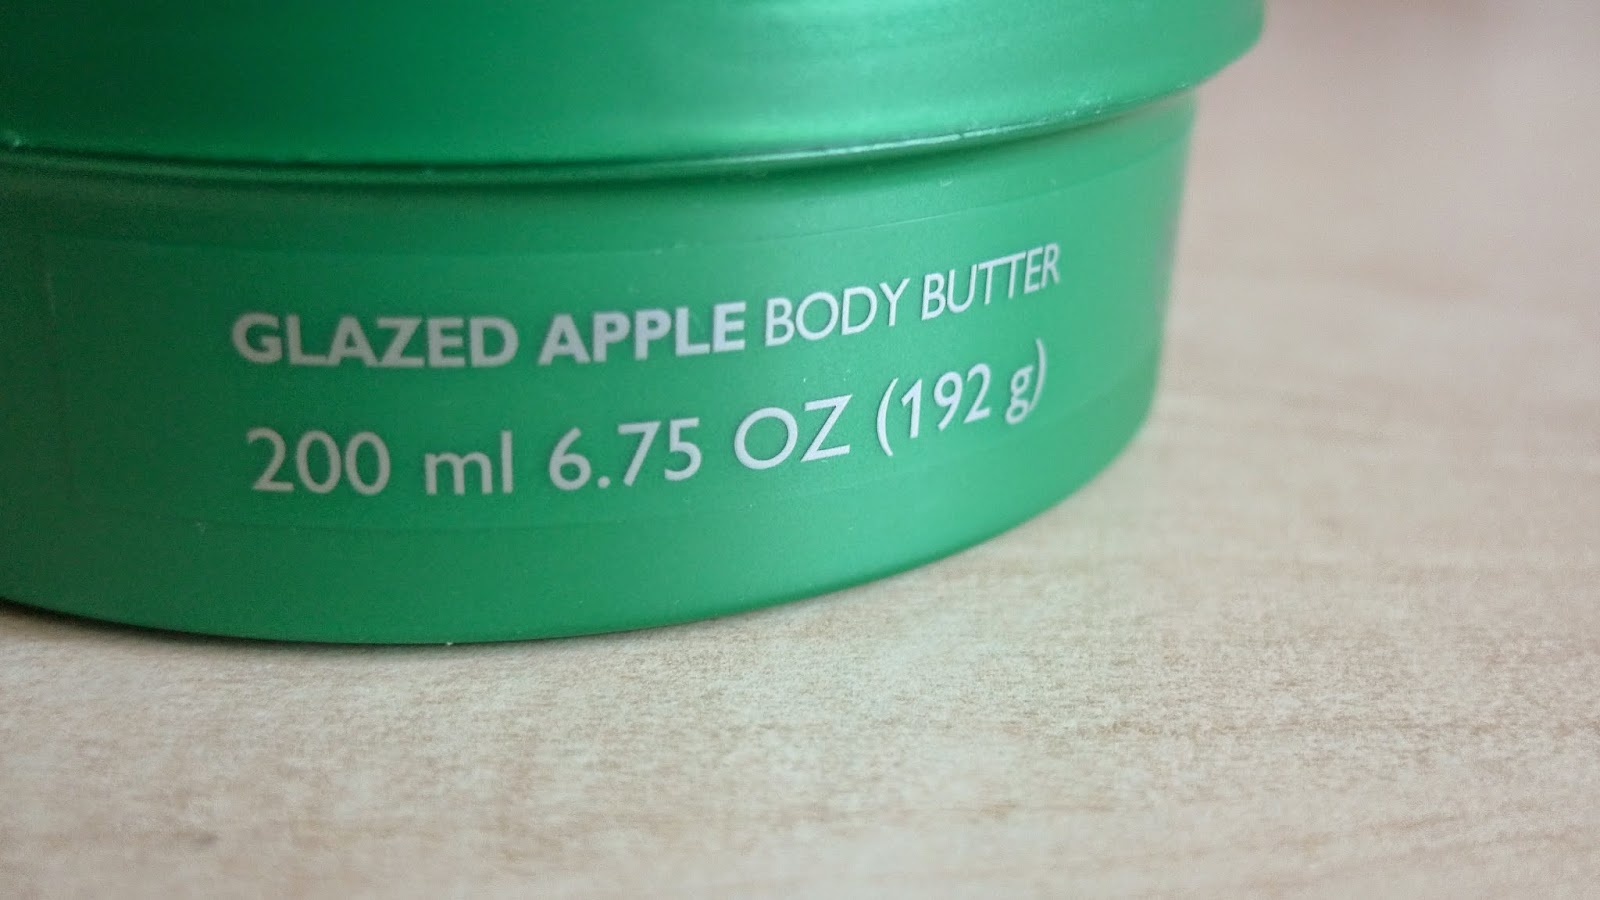 GLAZED APPLE BODY BUTTER
200 ml 6.75 OZ (192 g)